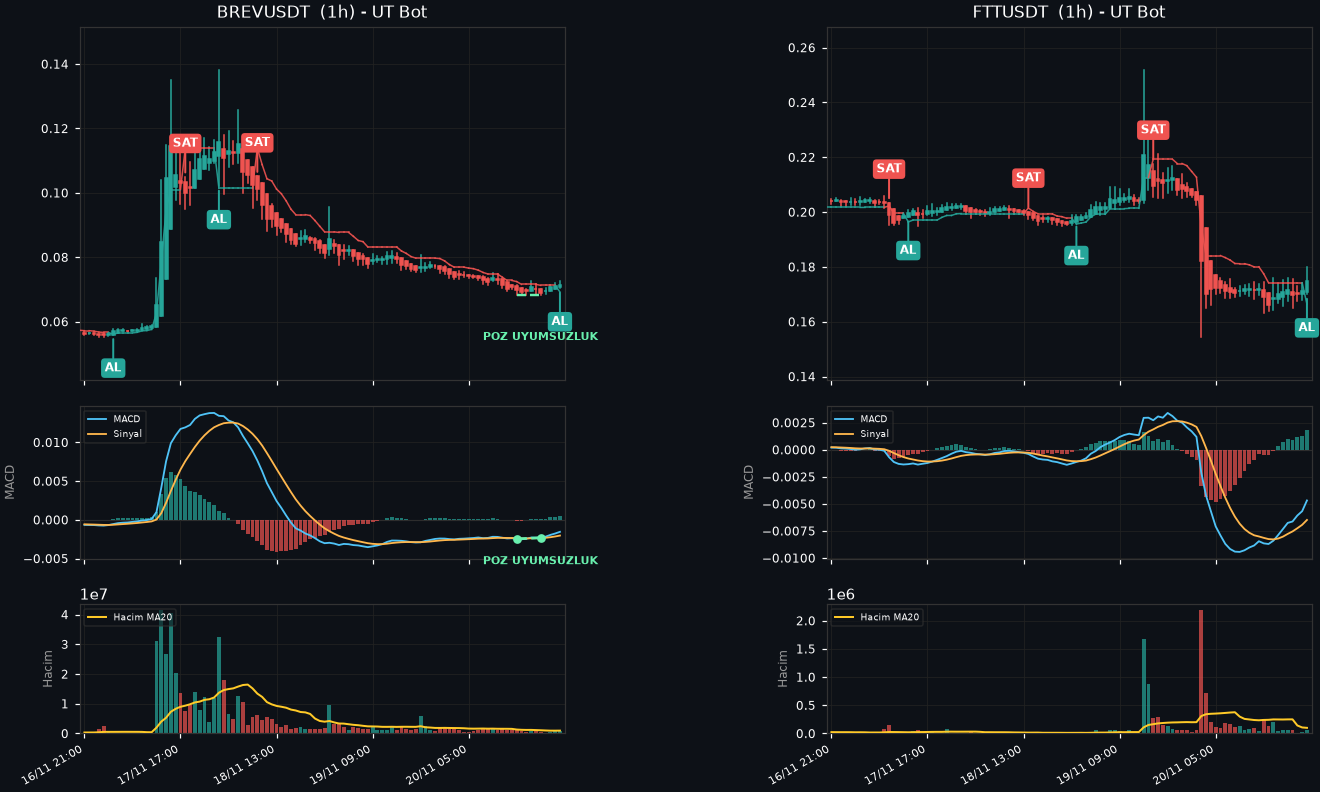 BREVUSDT (1h) - UT Bot
0.14
0.12
0.10
0.08
0.06
SAT
SAT
AL
AL
AL
POZ UYUMSUZLUK
MACD
Sinyal
MACD
0.010
0.005
0.000
−0.005
POZ UYUMSUZLUK
1e7
Hacim MA20
Hacim
4
3
2
1
0
16/11 21:00
17/11 17:00
18/11 13:00
19/11 09:00
20/11 05:00
FTTUSDT (1h) - UT Bot
0.26
0.24
0.22
0.20
0.18
0.16
0.14
SAT
SAT
SAT
AL
AL
AL
MACD
Sinyal
MACD
0.0025
0.0000
−0.0025
−0.0050
−0.0075
−0.0100
1e6
Hacim MA20
Hacim
2.0
1.5
1.0
0.5
0.0
16/11 21:00
17/11 17:00
18/11 13:00
19/11 09:00
20/11 05:00